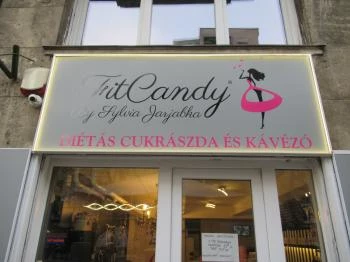 FitCandy
By Sylvia Jarjabka
DIÉTÁS CUKRÁSZDA ÉS KÁVÉZÓ